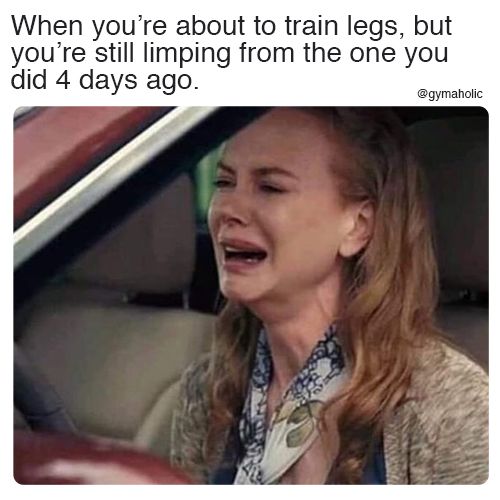 When you’re about to train legs, but
you’re still limping from the one you
did 4 days ago.
@gymaholic